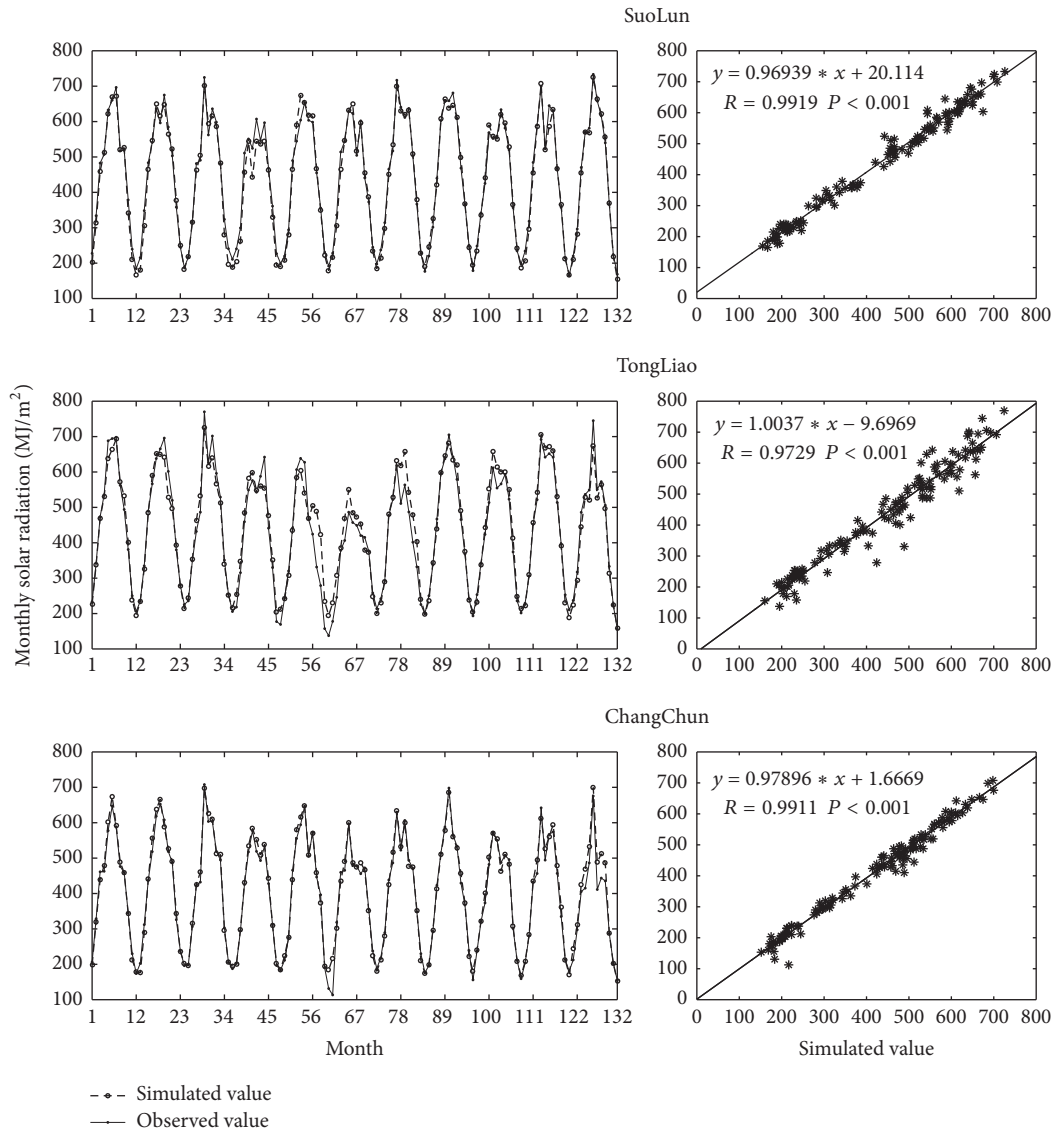 SuoLun
800
700
600
500
400
300
200
100
1 12 23 34 45 56 67 78 89 100 111 122 132
800
700
600
500
400
300
200
100
0
y = 0.96939 * x + 20.114
R = 0.9919 P < 0.001
0 100 200 300 400 500 600 700 800
TongLiao
Monthly solar radiation (MJ/m²)
800
700
600
500
400
300
200
100
1 12 23 34 45 56 67 78 89 100 111 122 132
800
700
600
500
400
300
200
100
0
y = 1.0037 * x − 9.6969
R = 0.9729 P < 0.001
0 100 200 300 400 500 600 700 800
ChangChun
800
700
600
500
400
300
200
100
1 12 23 34 45 56 67 78 89 100 111 122 132
Month
800
700
600
500
400
300
200
100
0
y = 0.97896 * x + 1.6669
R = 0.9911 P < 0.001
0 100 200 300 400 500 600 700 800
Simulated value
Simulated value
Observed value